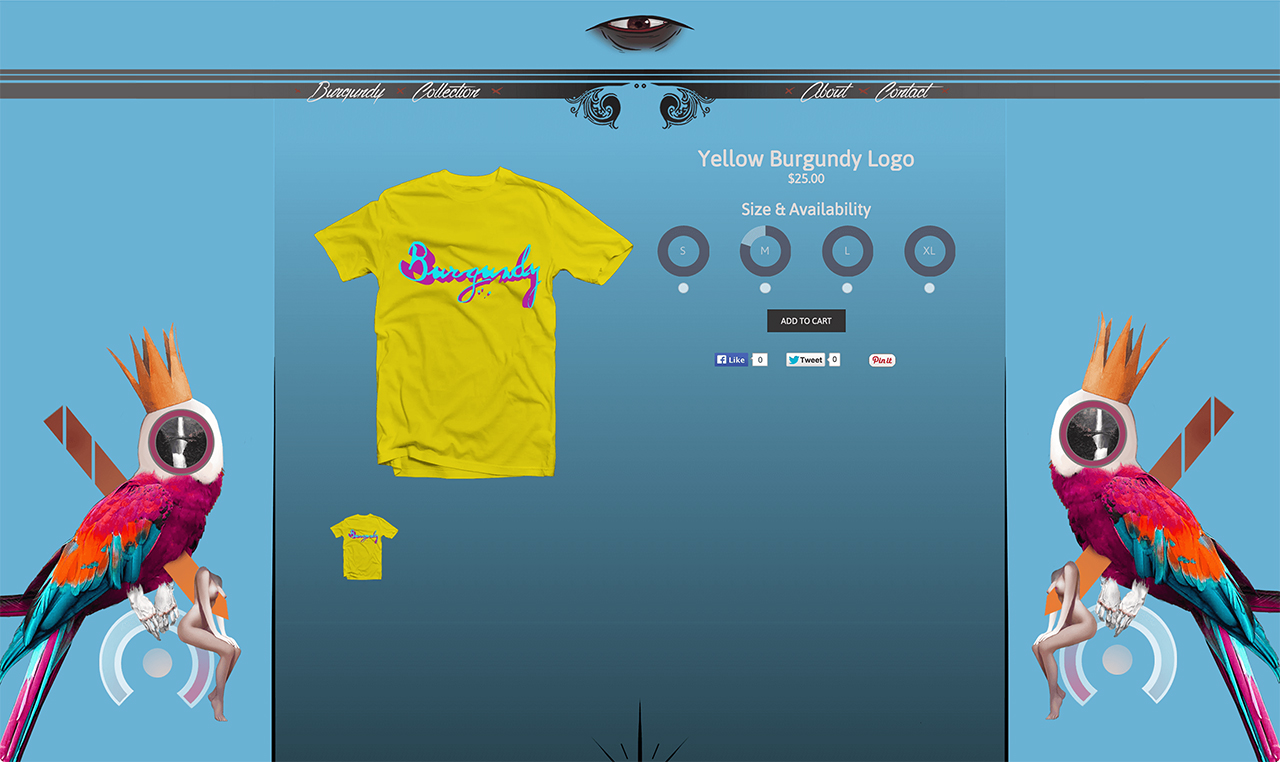 Burgundy Collection About Contact
Yellow Burgundy Logo
$25.00
Size & Availability
S M L XL
Burgundy
ADD TO CART
Like 0 Tweet 0 Pin it
Burgundy